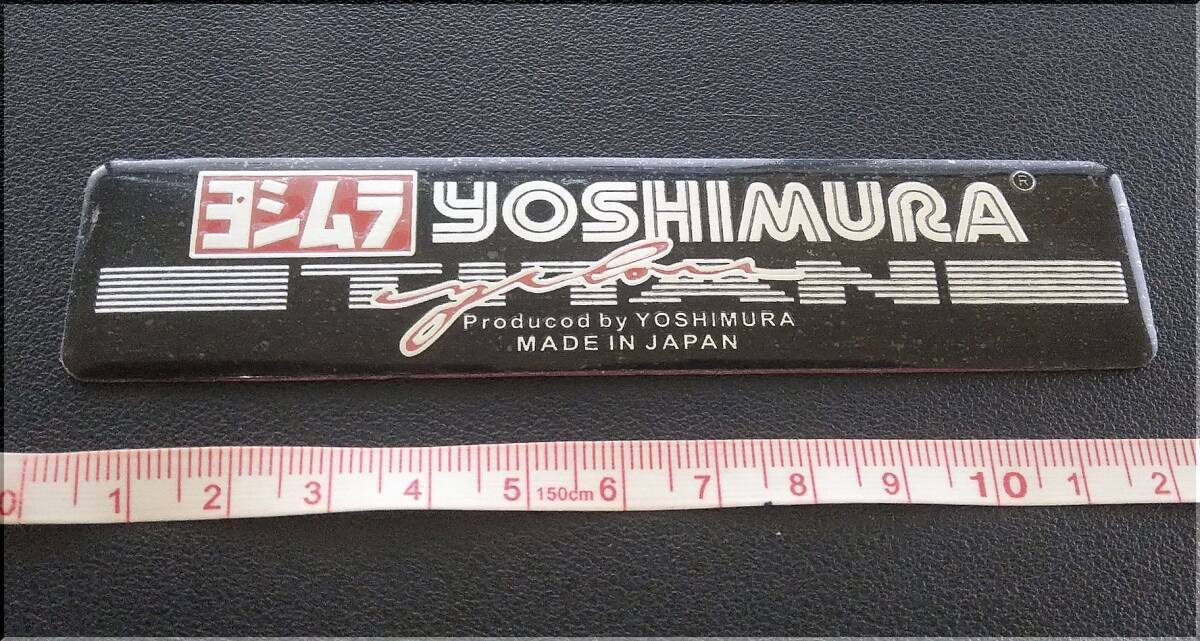 ヨシムラ YOSHIMURA ®
TITAN
cyclone
Producod by YOSHIMURA
MADE IN JAPAN
0 1 2 3 4 5 150cm 6 7 8 9 10 1 2